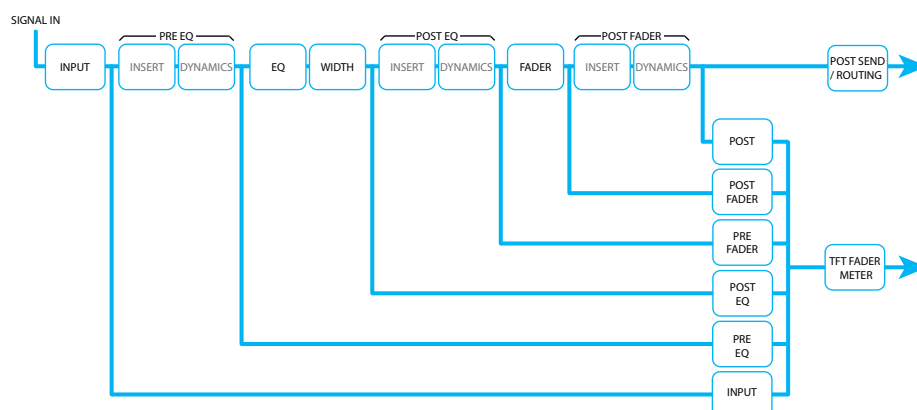 SIGNAL IN
PRE EQ
POST EQ
POST FADER
INPUT
INSERT
DYNAMICS
EQ
WIDTH
INSERT
DYNAMICS
FADER
INSERT
DYNAMICS
POST SEND
/ ROUTING
POST
POST
FADER
PRE
FADER
TFT FADER
METER
POST
EQ
PRE
EQ
INPUT